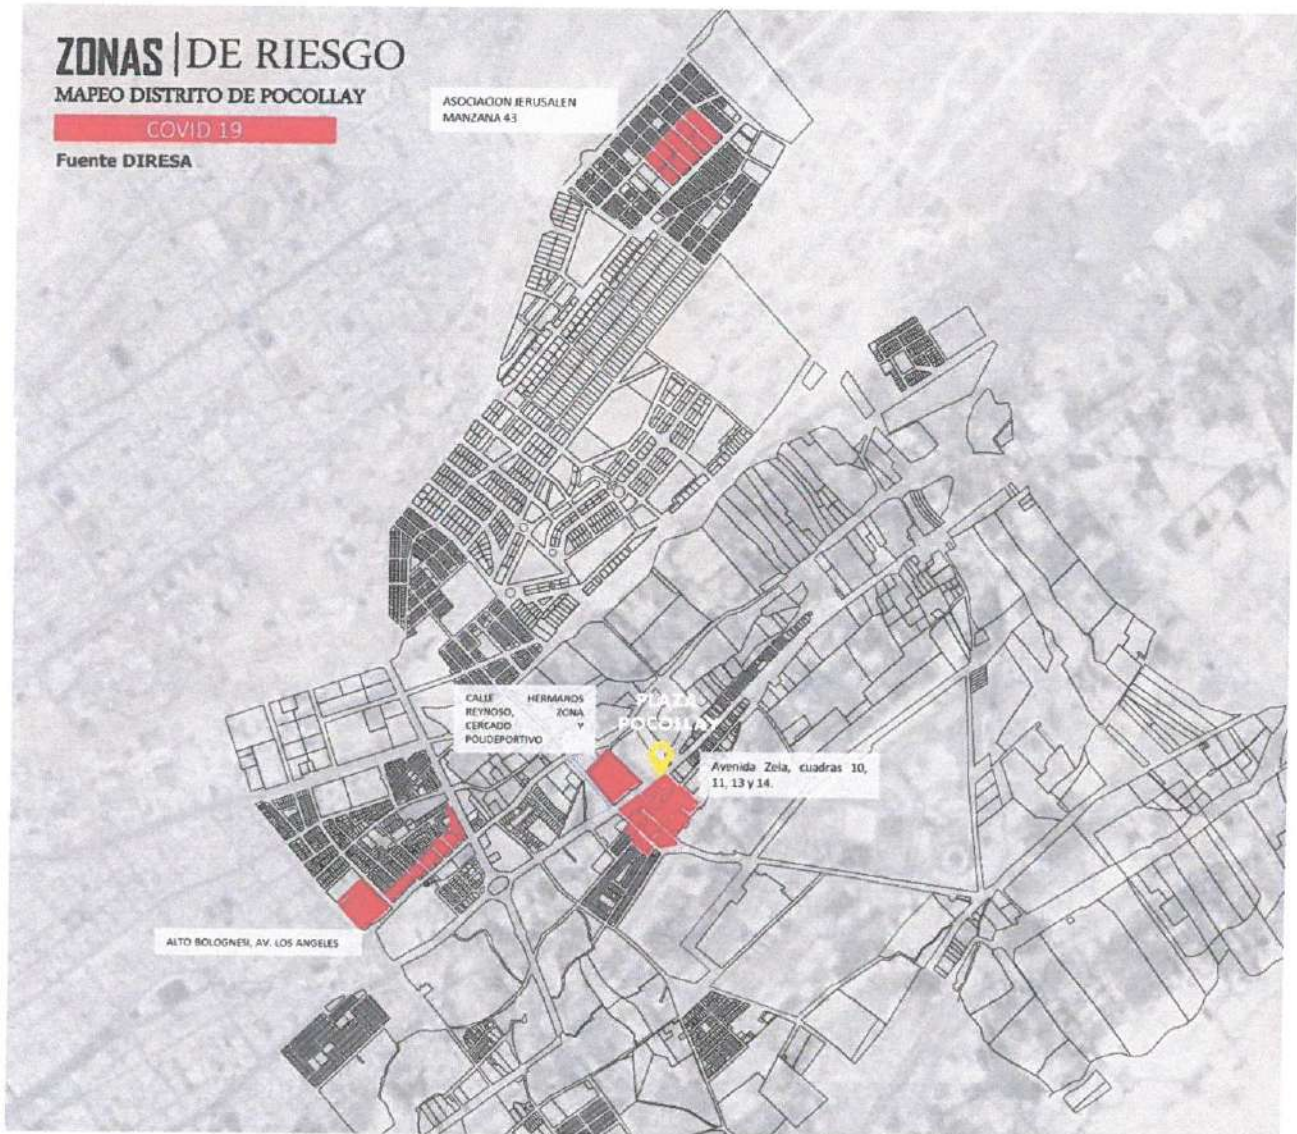 ZONAS | DE RIESGO
MAPEO DISTRITO DE POCOLLAY
COVID 19
Fuente DIRESA
ASOCIACION JERUSALEN
MANZANA 43
CALLE HERMANOS
REYNOSO, ZONA
CERCADO Y
POLIDEPORTIVO
PLAZA
POCOLLAY
Avenida Zela, cuadras 10,
11, 13 y 14.
ALTO BOLOGNESI, AV. LOS ANGELES